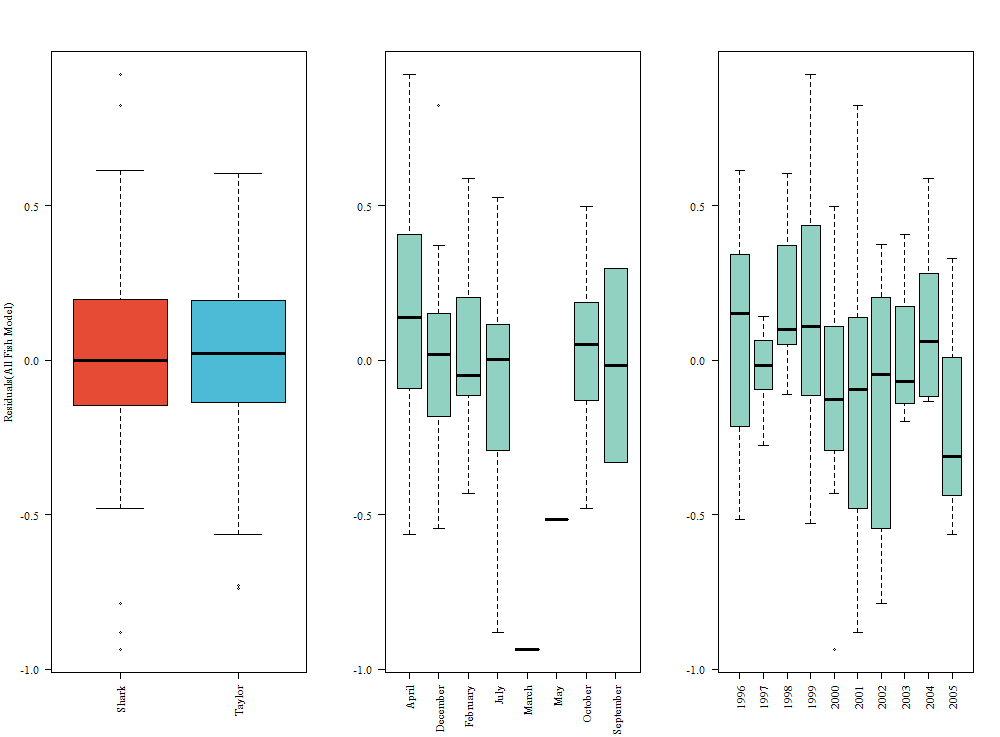 Residuals(All Fish Model)
0.5
0.0
-0.5
-1.0
Shark
Taylor
0.5
0.0
-0.5
-1.0
April
December
February
July
March
May
October
September
0.5
0.0
-0.5
-1.0
1996
1997
1998
1999
2000
2001
2002
2003
2004
2005